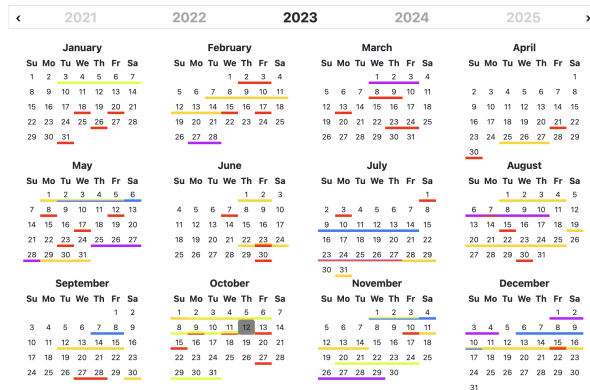 ‹ 2021 2022 2023 2024 2025 ›
January February March April
Su Mo Tu We Th Fr Sa Su Mo Tu We Th Fr Sa Su Mo Tu We Th Fr Sa Su Mo Tu We Th Fr Sa
1 2 3 4 5 6 7 1 2 3 4 1 2 3 4 1
8 9 10 11 12 13 14 5 6 7 8 9 10 11 5 6 7 8 9 10 11 2 3 4 5 6 7 8
15 16 17 18 19 20 21 12 13 14 15 16 17 18 12 13 14 15 16 17 18 9 10 11 12 13 14 15
22 23 24 25 26 27 28 19 20 21 22 23 24 25 19 20 21 22 23 24 25 16 17 18 19 20 21 22
29 30 31 26 27 28 26 27 28 29 30 31 23 24 25 26 27 28 29
30
May June July August
Su Mo Tu We Th Fr Sa Su Mo Tu We Th Fr Sa Su Mo Tu We Th Fr Sa Su Mo Tu We Th Fr Sa
1 2 3 4 5 6 1 2 3 1 1 2 3 4 5
7 8 9 10 11 12 13 4 5 6 7 8 9 10 2 3 4 5 6 7 8 6 7 8 9 10 11 12
14 15 16 17 18 19 20 11 12 13 14 15 16 17 9 10 11 12 13 14 15 13 14 15 16 17 18 19
21 22 23 24 25 26 27 18 19 20 21 22 23 24 16 17 18 19 20 21 22 20 21 22 23 24 25 26
28 29 30 31 25 26 27 28 29 30 23 24 25 26 27 28 29 27 28 29 30 31
30 31
September October November December
Su Mo Tu We Th Fr Sa Su Mo Tu We Th Fr Sa Su Mo Tu We Th Fr Sa Su Mo Tu We Th Fr Sa
1 2 1 2 3 4 5 6 7 1 2 3 4 1 2
3 4 5 6 7 8 9 8 9 10 11 12 13 14 5 6 7 8 9 10 11 3 4 5 6 7 8 9
10 11 12 13 14 15 16 15 16 17 18 19 20 21 12 13 14 15 16 17 18 10 11 12 13 14 15 16
17 18 19 20 21 22 23 22 23 24 25 26 27 28 19 20 21 22 23 24 25 17 18 19 20 21 22 23
24 25 26 27 28 29 30 29 30 31 26 27 28 29 30 24 25 26 27 28 29 30
31